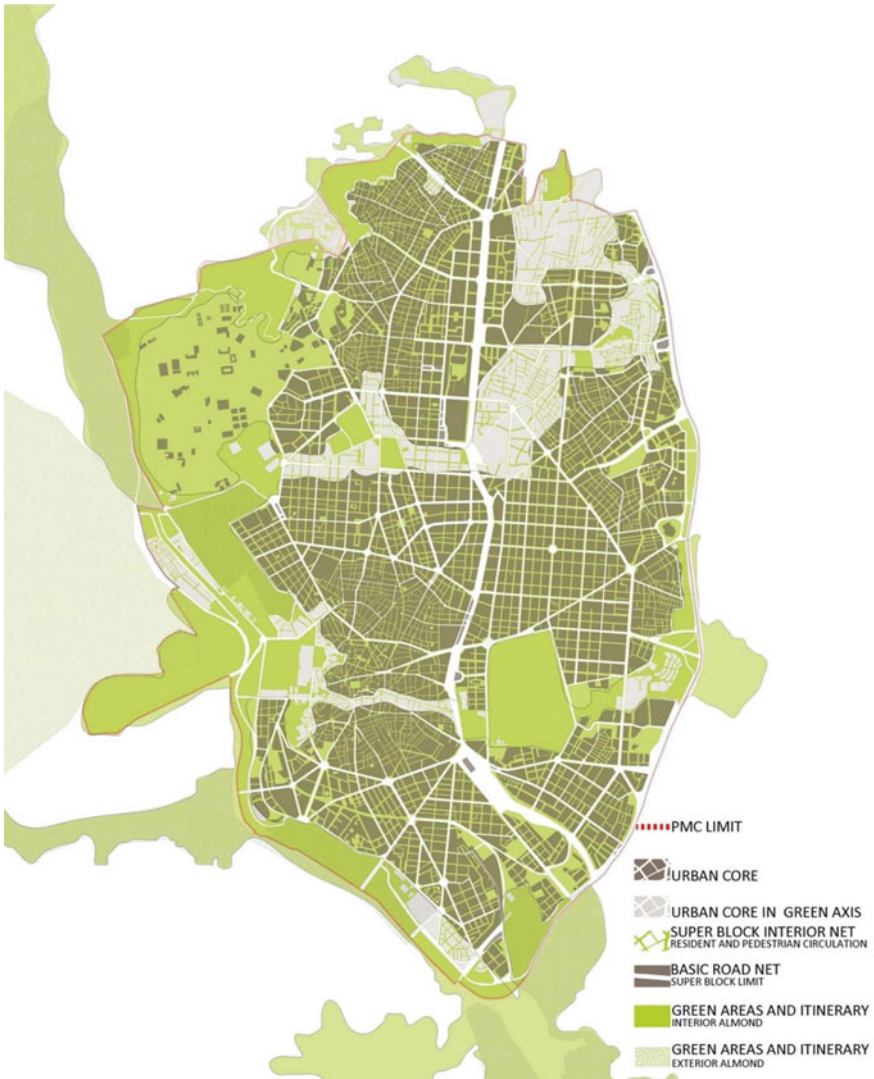 PMC LIMIT
URBAN CORE
URBAN CORE IN GREEN AXIS
SUPER BLOCK INTERIOR NET
RESIDENT AND PEDESTRIAN CIRCULATION
BASIC ROAD NET
SUPER BLOCK LIMIT
GREEN AREAS AND ITINERARY
INTERIOR ALMOND
GREEN AREAS AND ITINERARY
EXTERIOR ALMOND